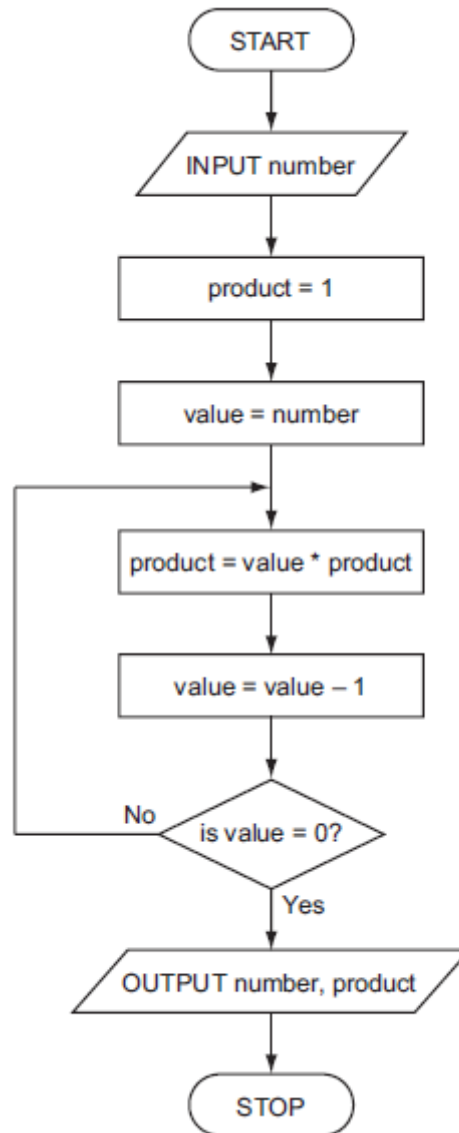 START
INPUT number
product = 1
value = number
product = value * product
value = value – 1
is value = 0?
No
Yes
OUTPUT number, product
STOP